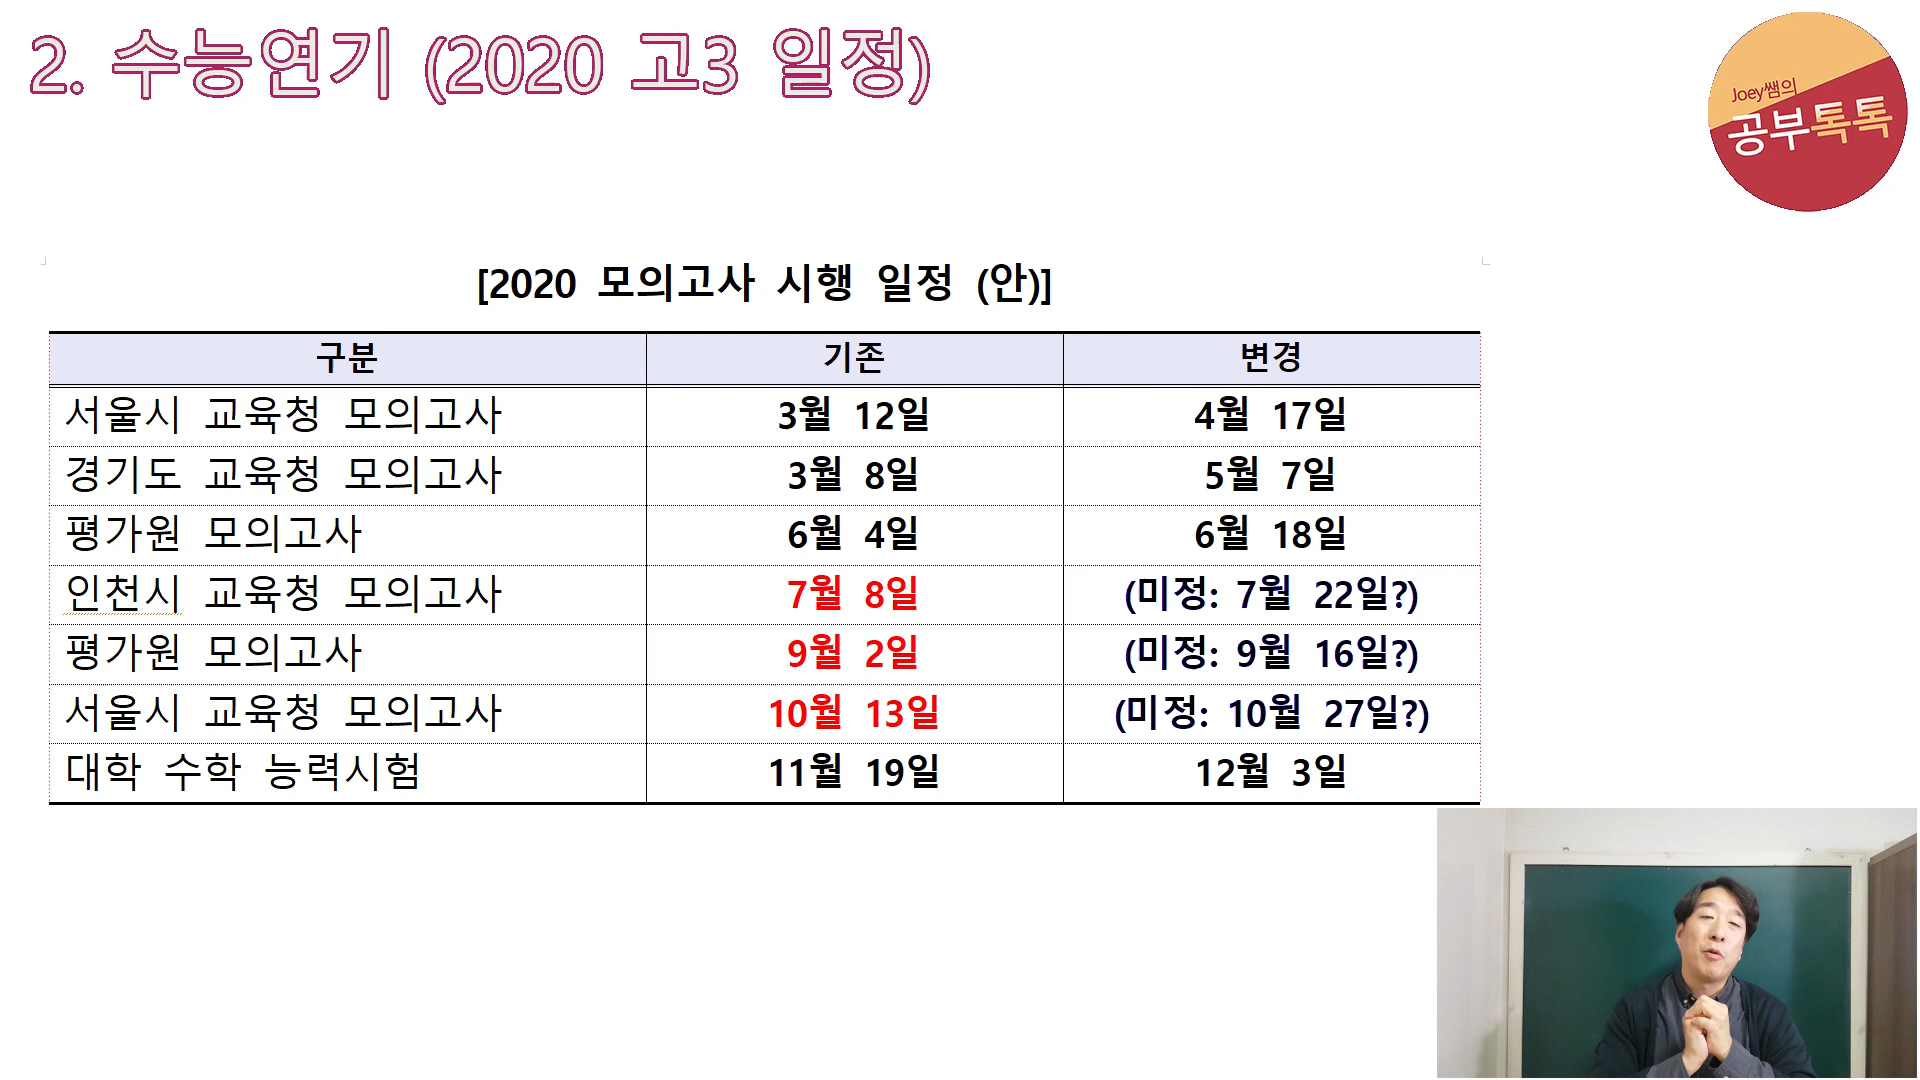 2. 수능연기 (2020 고3 일정)
Joey쌤의
공부톡톡
[2020 모의고사 시행 일정 (안)]
구분 기존 변경
서울시 교육청 모의고사 3월 12일 4월 17일
경기도 교육청 모의고사 3월 8일 5월 7일
평가원 모의고사 6월 4일 6월 18일
인천시 교육청 모의고사 7월 8일 (미정: 7월 22일?)
평가원 모의고사 9월 2일 (미정: 9월 16일?)
서울시 교육청 모의고사 10월 13일 (미정: 10월 27일?)
대학 수학 능력시험 11월 19일 12월 3일